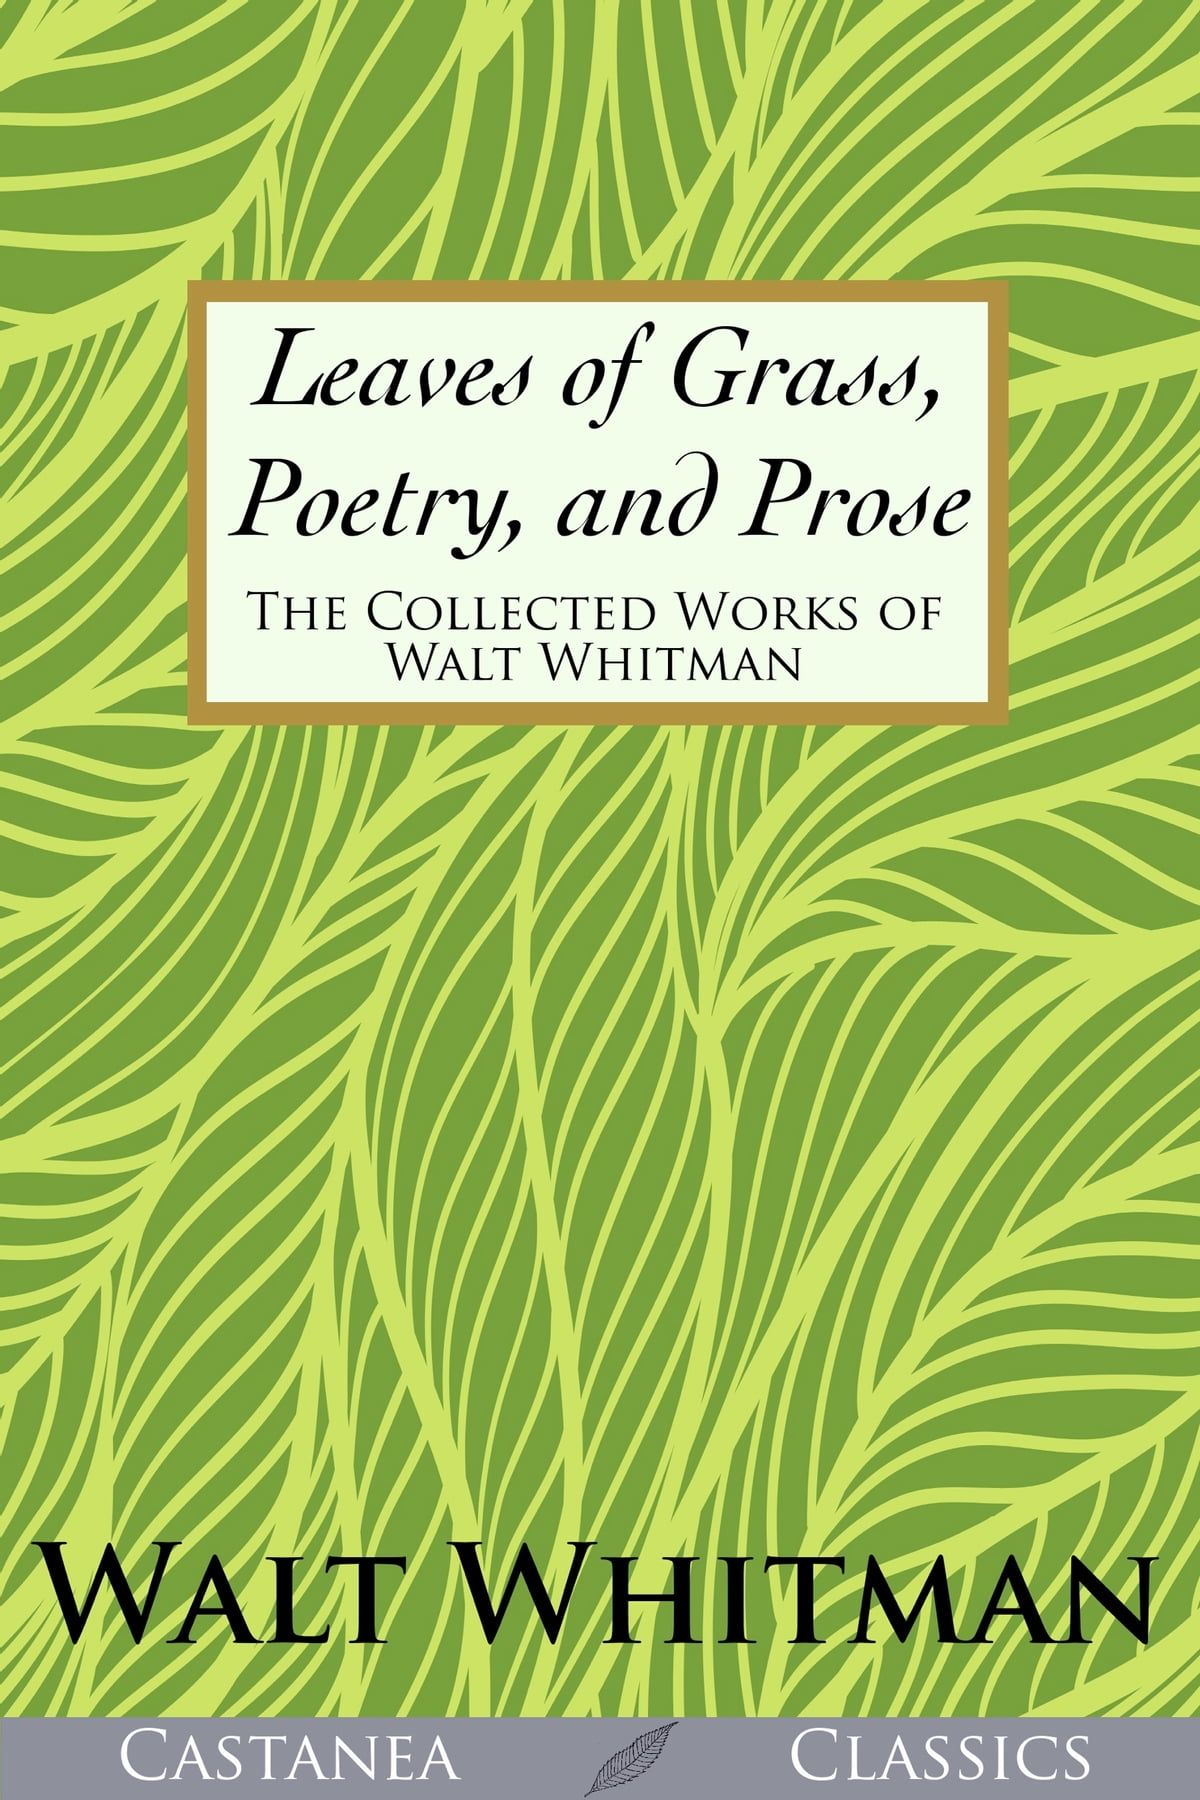 Leaves of Grass,
Poetry, and Prose
The Collected Works of
Walt Whitman
Walt Whitman
Castanea Classics